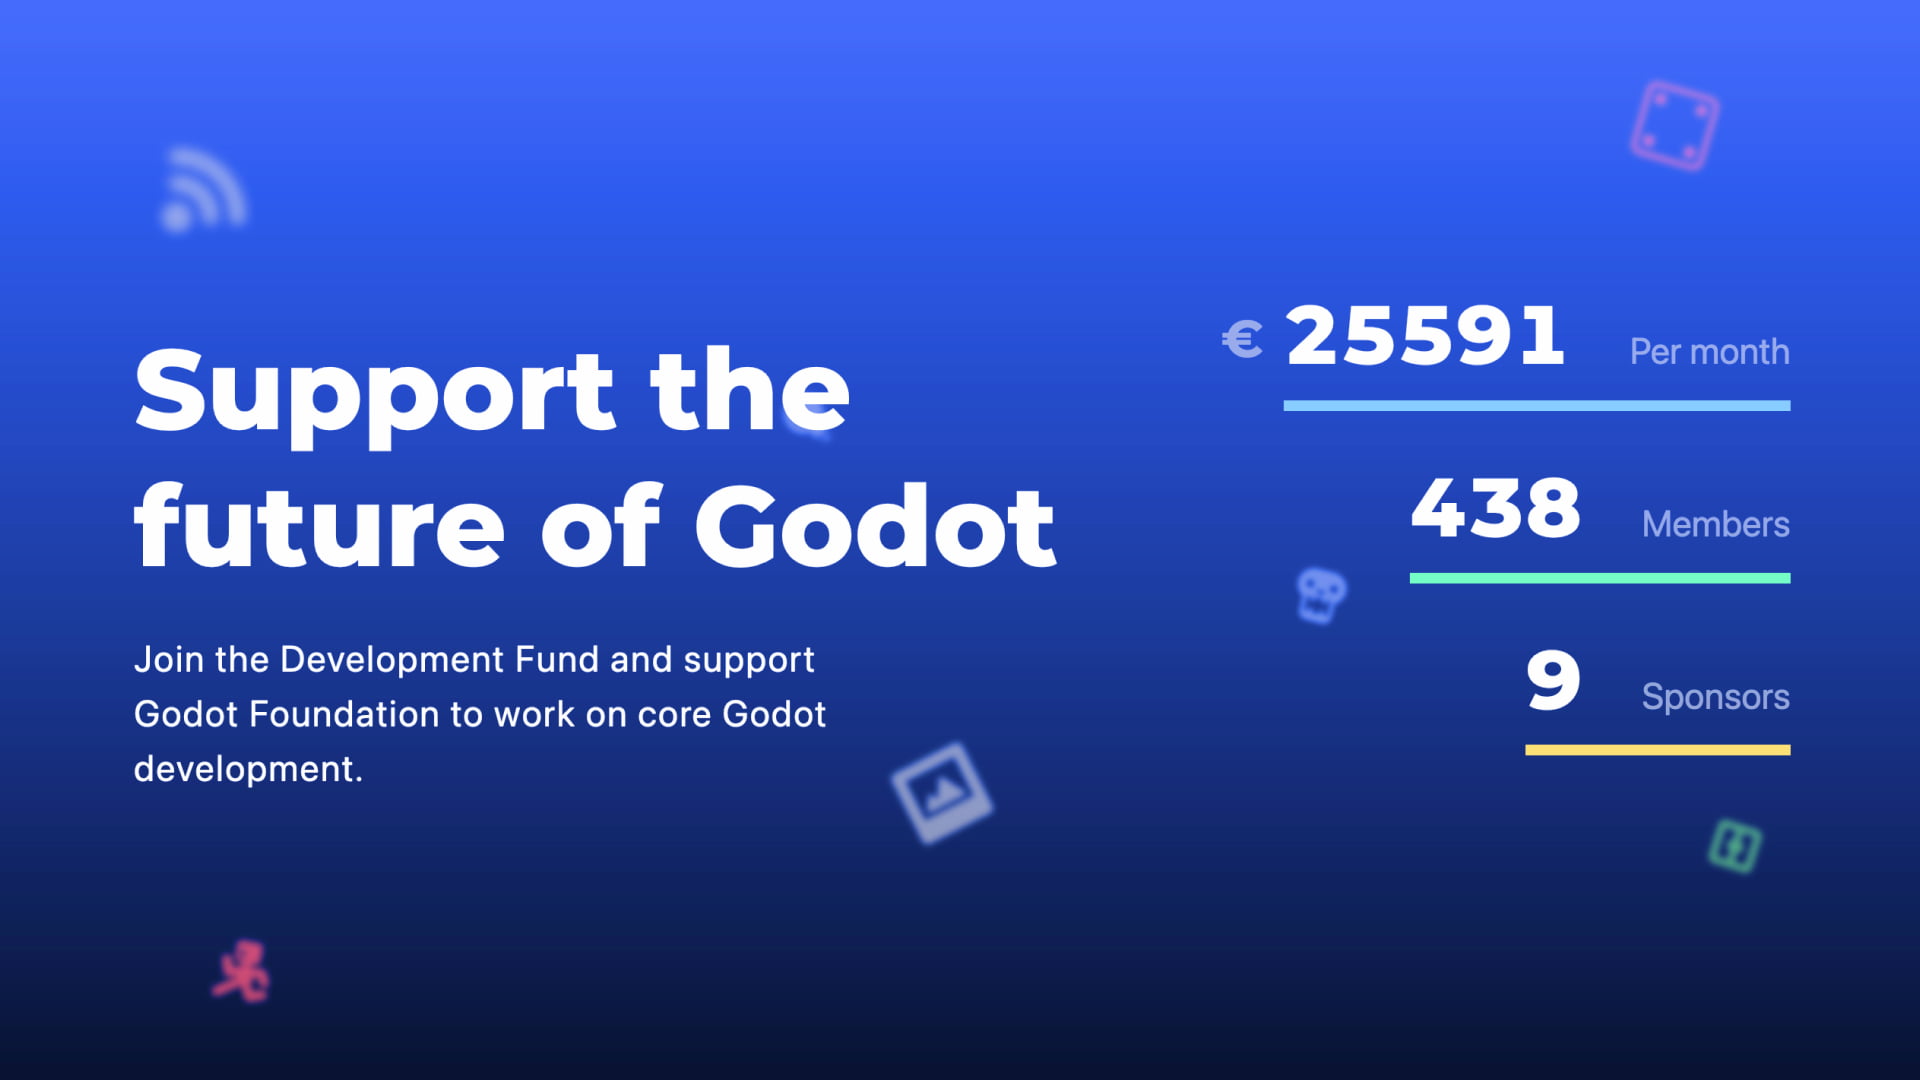 Support the
future of Godot
Join the Development Fund and support
Godot Foundation to work on core Godot
development.
€ 25591 Per month
438 Members
9 Sponsors